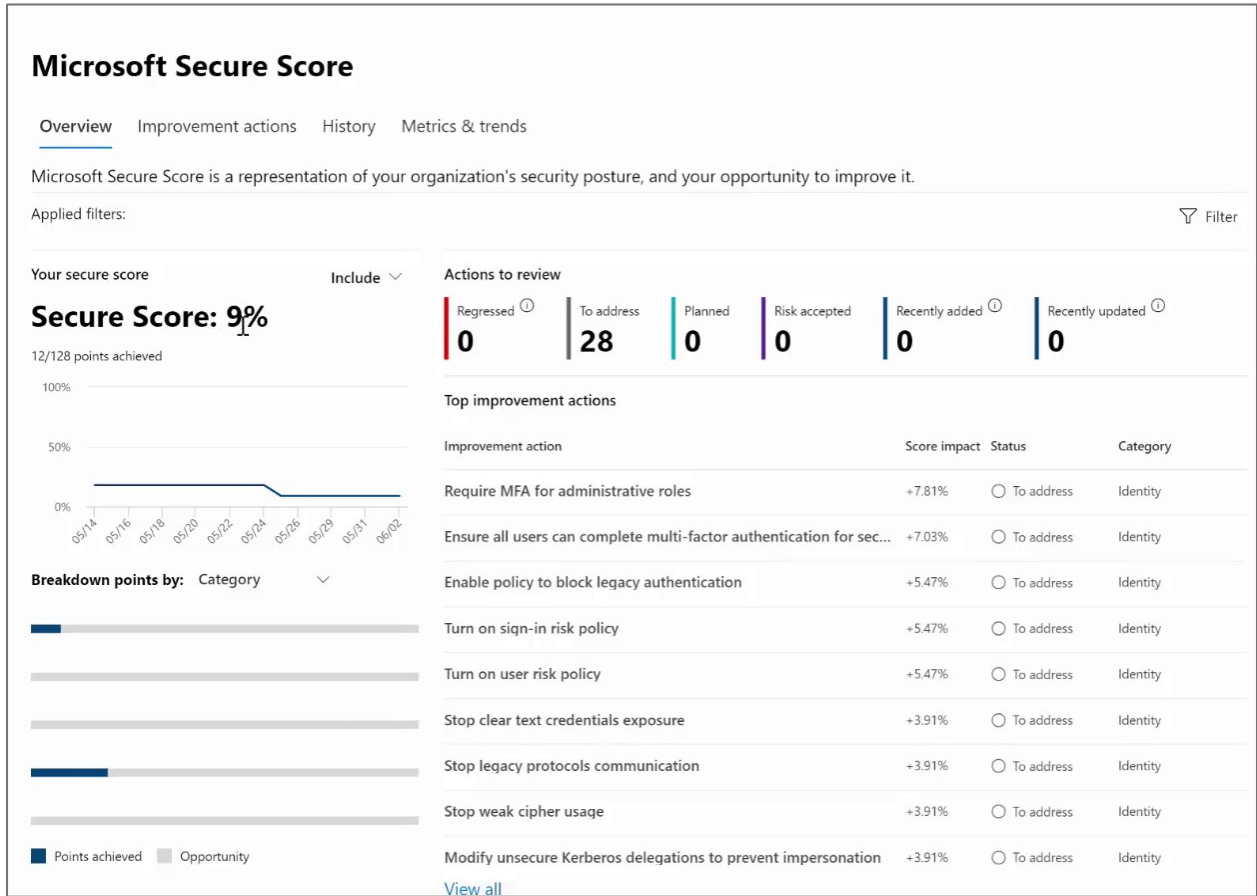 Microsoft Secure Score
Overview Improvement actions History Metrics & trends
Microsoft Secure Score is a representation of your organization's security posture, and your opportunity to improve it.
Applied filters:
Filter
Your secure score
Include
Secure Score: 9%
12/128 points achieved
100%
50%
0%
05/14 05/16 05/18 05/20 05/22 05/24 05/26 05/29 05/31 06/02
Breakdown points by: Category
Points achieved Opportunity
Actions to review
Regressed To address Planned Risk accepted Recently added Recently updated
0 28 0 0 0 0
Top improvement actions
Improvement action Score impact Status Category
Require MFA for administrative roles +7.81% To address Identity
Ensure all users can complete multi-factor authentication for sec... +7.03% To address Identity
Enable policy to block legacy authentication +5.47% To address Identity
Turn on sign-in risk policy +5.47% To address Identity
Turn on user risk policy +5.47% To address Identity
Stop clear text credentials exposure +3.91% To address Identity
Stop legacy protocols communication +3.91% To address Identity
Stop weak cipher usage +3.91% To address Identity
Modify unsecure Kerberos delegations to prevent impersonation +3.91% To address Identity
View all